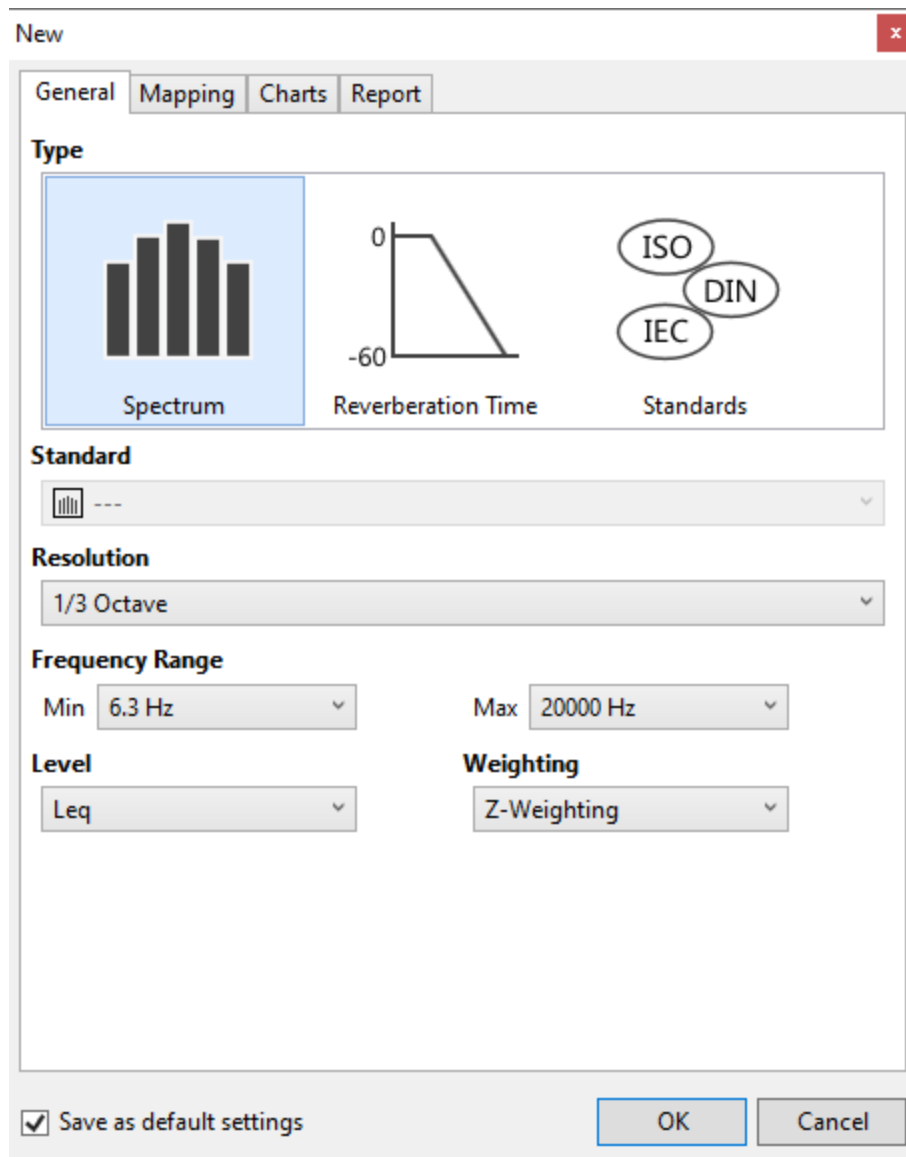 New
x
General Mapping Charts Report
Type
0
-60
ISO
DIN
IEC
Spectrum Reverberation Time Standards
Standard
---
Resolution
1/3 Octave
Frequency Range
Min 6.3 Hz Max 20000 Hz
Level Weighting
Leq Z-Weighting
Save as default settings OK Cancel